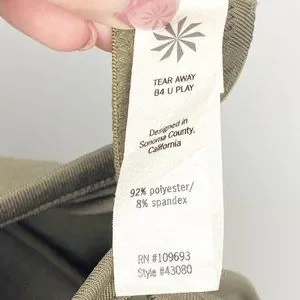 TEAR AWAY
B4 U PLAY
Designed in
Sonoma County,
California
92% polyester/
8% spandex
RN #109693
Style #43080